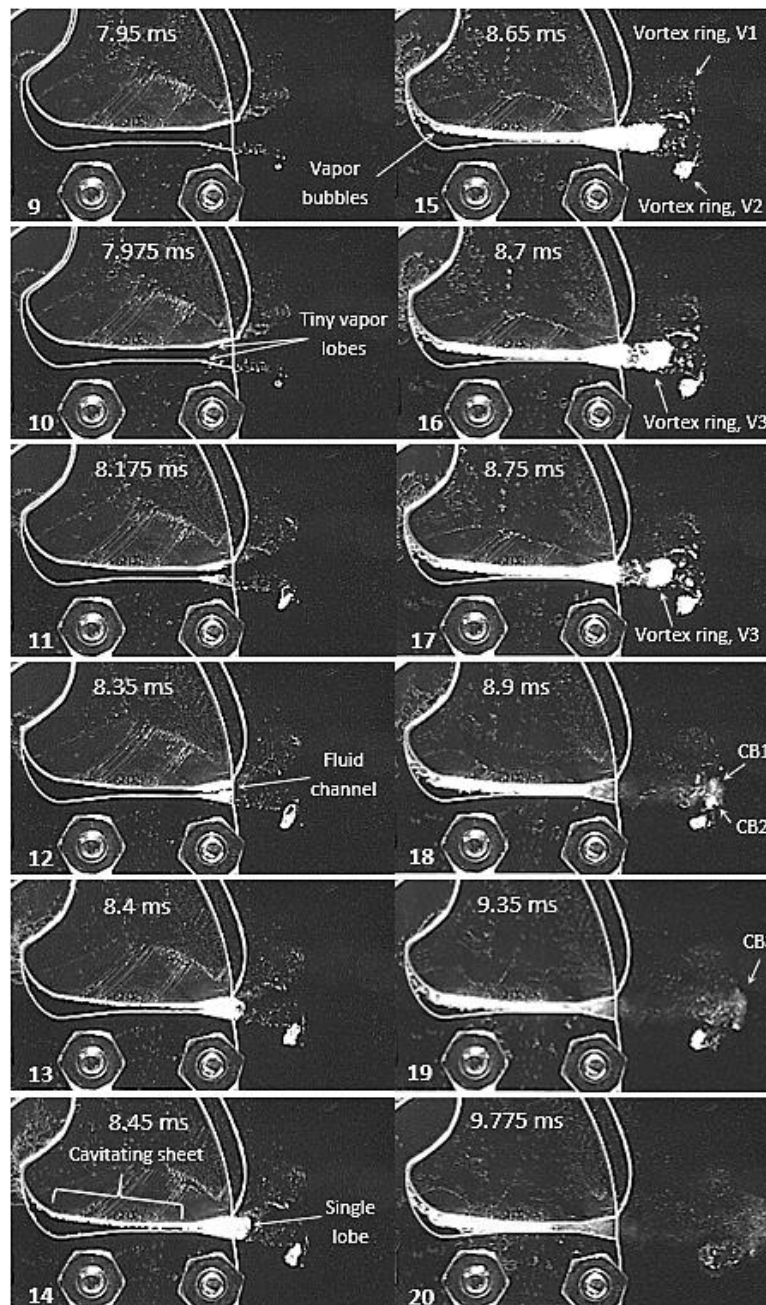 7.95 ms
9
7.975 ms
Tiny vapor
lobes
10
8.175 ms
11
8.35 ms
Fluid
channel
12
8.4 ms
13
8.45 ms
Cavitating sheet
Single
lobe
14
8.65 ms
Vortex ring, V1
Vapor
bubbles
15
Vortex ring, V2
8.7 ms
16
Vortex ring, V3
8.75 ms
17
Vortex ring, V3
8.9 ms
CB1
CB2
18
9.35 ms
19
9.775 ms
20